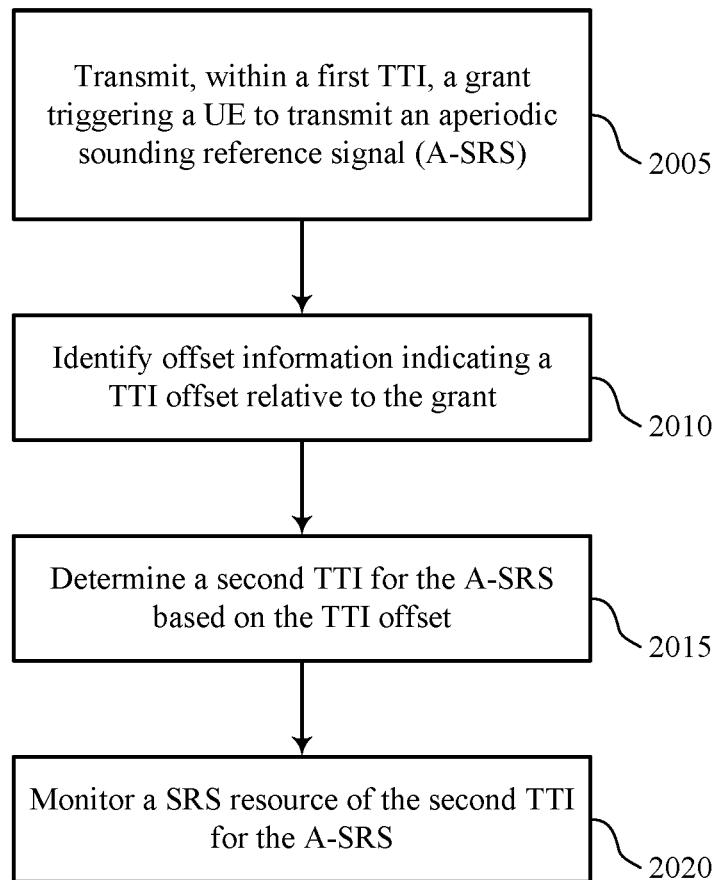 Transmit, within a first TTI, a grant
triggering a UE to transmit an aperiodic
sounding reference signal (A-SRS)
2005
Identify offset information indicating a
TTI offset relative to the grant
2010
Determine a second TTI for the A-SRS
based on the TTI offset
2015
Monitor a SRS resource of the second TTI
for the A-SRS
2020